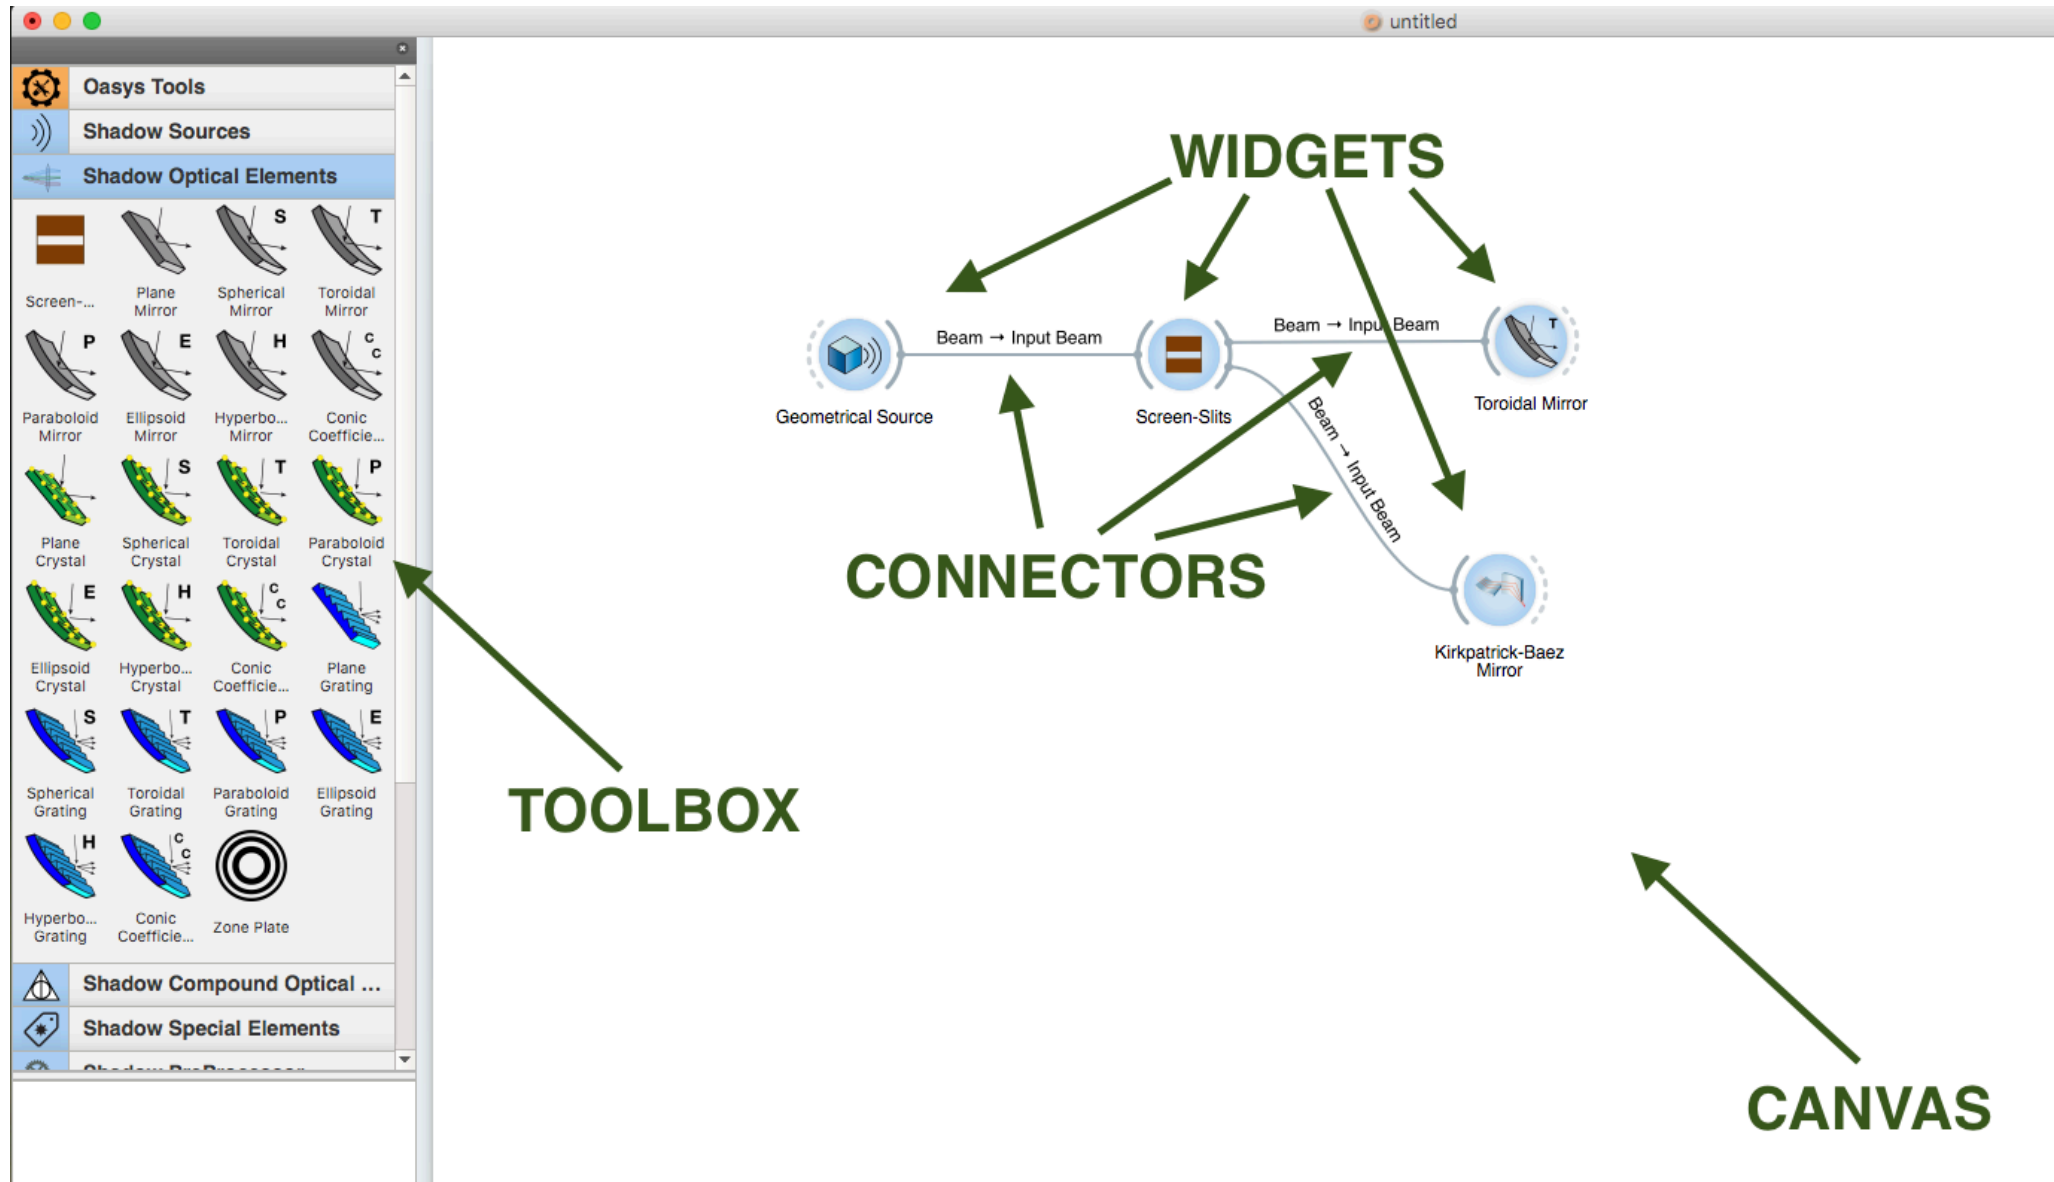 untitled
Oasys Tools
Shadow Sources
Shadow Optical Elements
S
T
Screen-...
Plane
Mirror
Spherical
Mirror
Toroidal
Mirror
P
E
H
C
C
Paraboloid
Mirror
Ellipsoid
Mirror
Hyperbo...
Mirror
Conic
Coefficie...
S
T
P
Plane
Crystal
Spherical
Crystal
Toroidal
Crystal
Paraboloid
Crystal
E
H
C
C
Ellipsoid
Crystal
Hyperbo...
Crystal
Conic
Coefficie...
Plane
Grating
S
T
P
E
Spherical
Grating
Toroidal
Grating
Paraboloid
Grating
Ellipsoid
Grating
H
C
C
Hyperbo...
Grating
Conic
Coefficie...
Zone Plate
Shadow Compound Optical ...
Shadow Special Elements
Shadow PreProcessor
WIDGETS
Beam → Input Beam
Beam → Input Beam
T
Geometrical Source
Screen-Slits
Toroidal Mirror
Beam → Input Beam
CONNECTORS
Kirkpatrick-Baez
Mirror
TOOLBOX
CANVAS